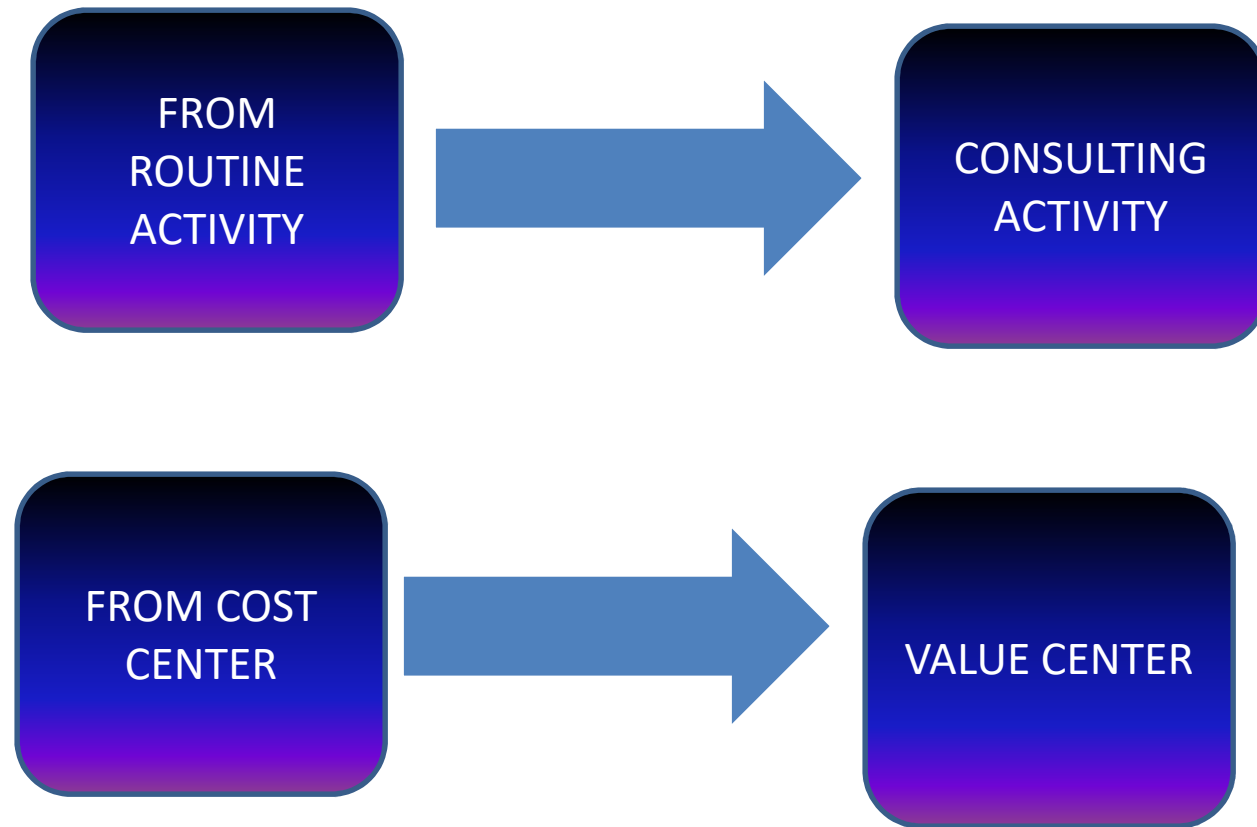 FROM
ROUTINE
ACTIVITY
CONSULTING
ACTIVITY
FROM COST
CENTER
VALUE CENTER